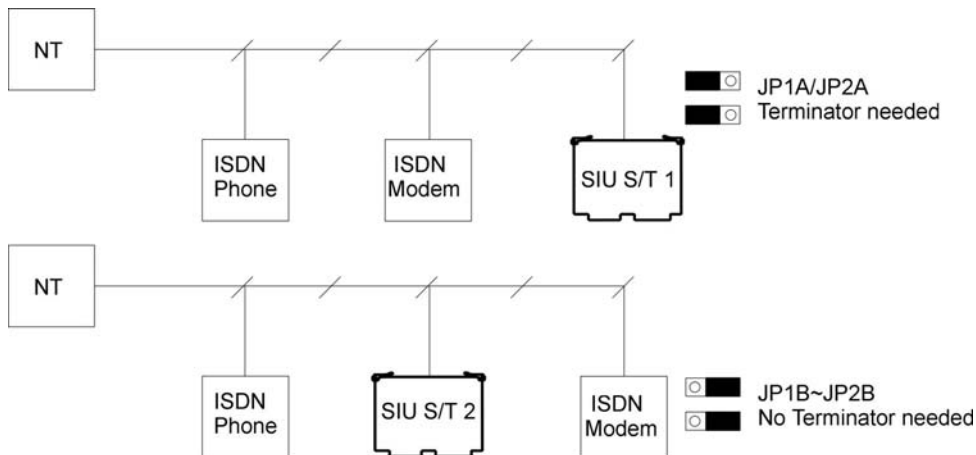 NT
JP1A/JP2A
Terminator needed
ISDN
Phone
ISDN
Modem
SIU S/T 1
NT
ISDN
Phone
SIU S/T 2
ISDN
Modem
JP1B~JP2B
No Terminator needed